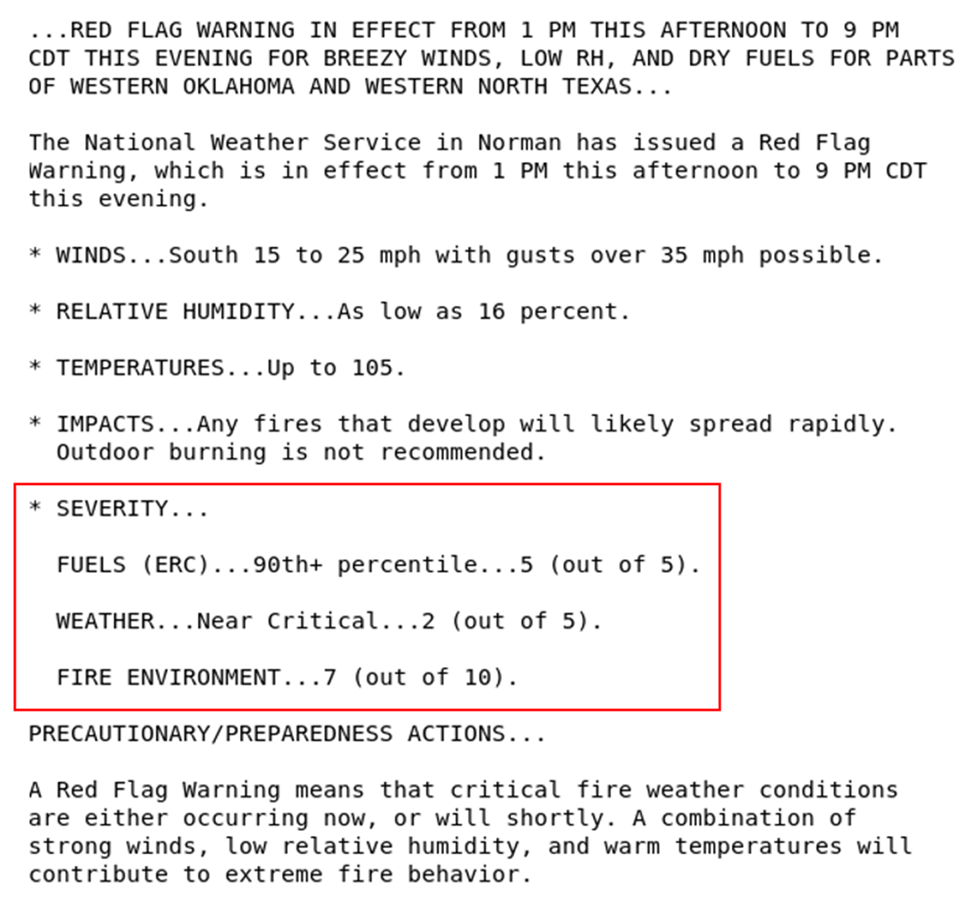 ...RED FLAG WARNING IN EFFECT FROM 1 PM THIS AFTERNOON TO 9 PM
CDT THIS EVENING FOR BREEZY WINDS, LOW RH, AND DRY FUELS FOR PARTS
OF WESTERN OKLAHOMA AND WESTERN NORTH TEXAS...
The National Weather Service in Norman has issued a Red Flag
Warning, which is in effect from 1 PM this afternoon to 9 PM CDT
this evening.
* WINDS...South 15 to 25 mph with gusts over 35 mph possible.
* RELATIVE HUMIDITY...As low as 16 percent.
* TEMPERATURES...Up to 105.
* IMPACTS...Any fires that develop will likely spread rapidly.
Outdoor burning is not recommended.
* SEVERITY...
FUELS (ERC)...90th+ percentile...5 (out of 5).
WEATHER...Near Critical...2 (out of 5).
FIRE ENVIRONMENT...7 (out of 10).
PRECAUTIONARY/PREPAREDNESS ACTIONS...
A Red Flag Warning means that critical fire weather conditions
are either occurring now, or will shortly. A combination of
strong winds, low relative humidity, and warm temperatures will
contribute to extreme fire behavior.